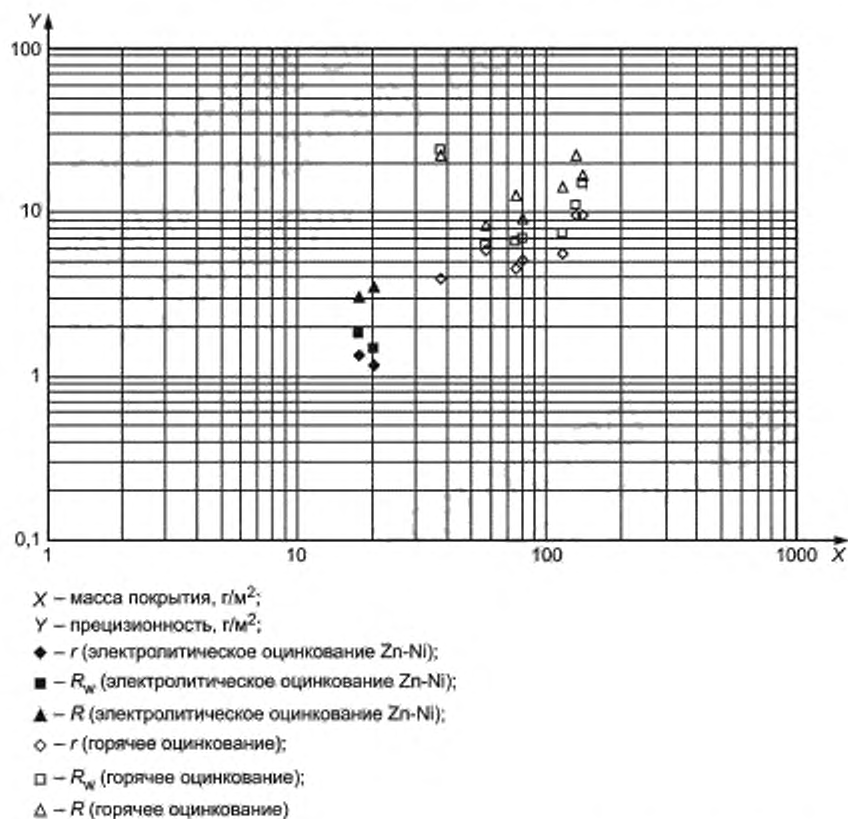 Y
100
10
1
0,1
1
10
100
1000
X
X – масса покрытия, г/м²;
Y – прецизионность, г/м²;
◆ – r (электролитическое оцинкование Zn-Ni);
■ – Rw (электролитическое оцинкование Zn-Ni);
▲ – R (электролитическое оцинкование Zn-Ni);
◇ – r (горячее оцинкование);
□ – Rw (горячее оцинкование);
△ – R (горячее оцинкование)